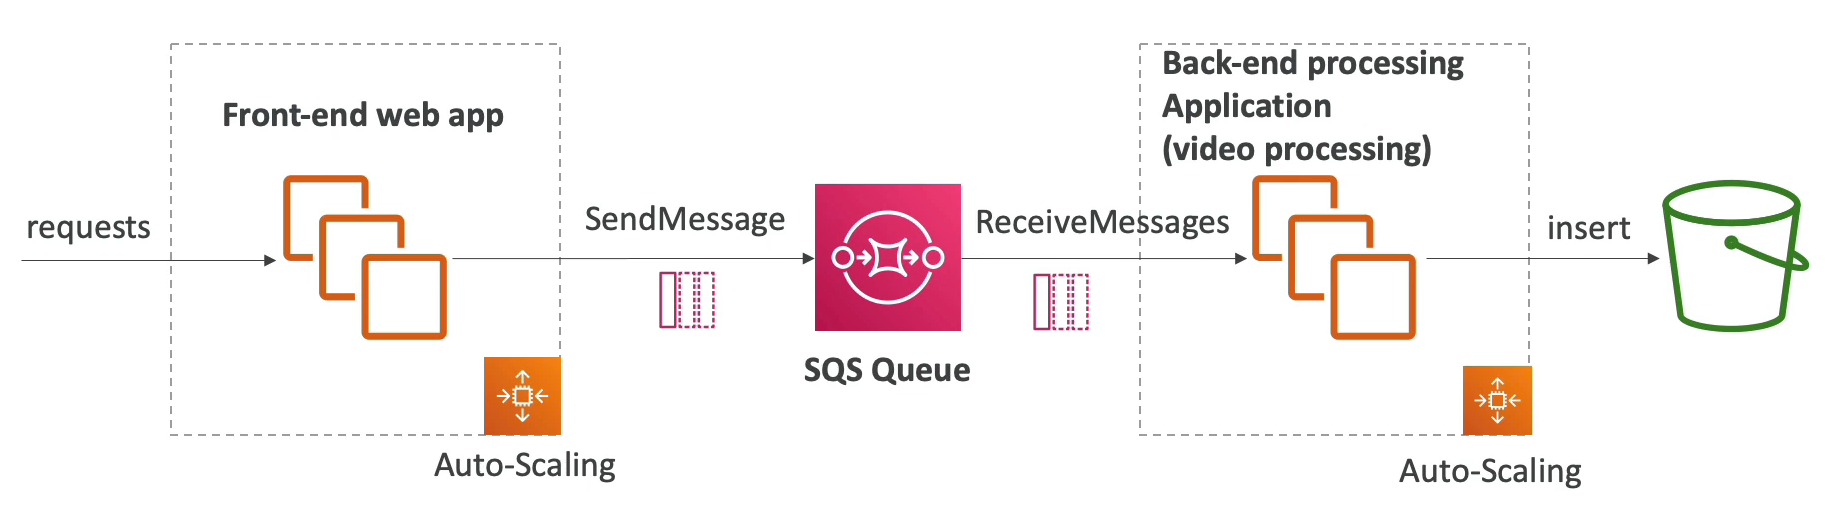 requests
Front-end web app
Auto-Scaling
SendMessage
SQS Queue
ReceiveMessages
Back-end processing
Application
(video processing)
Auto-Scaling
insert